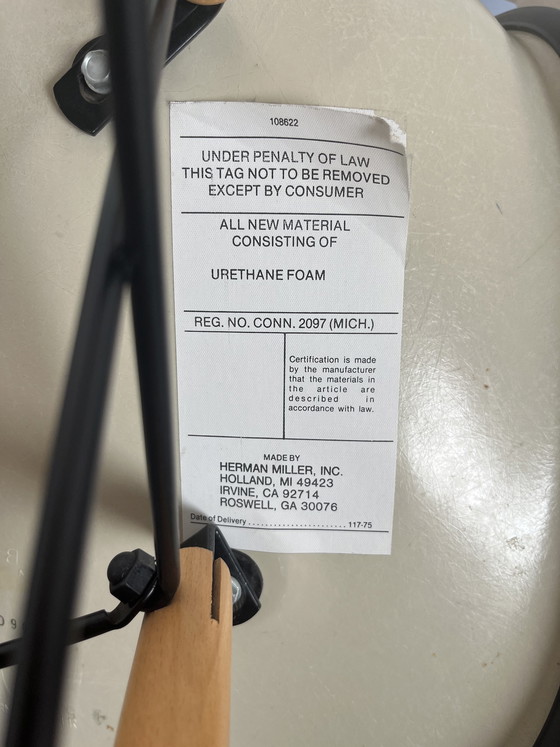 108622
UNDER PENALTY OF LAW
THIS TAG NOT TO BE REMOVED
EXCEPT BY CONSUMER
ALL NEW MATERIAL
CONSISTING OF
URETHANE FOAM
REG. NO. CONN. 2097 (MICH.)
Certification is made
by the manufacturer
that the materials in
the article are
described in
accordance with law.
MADE BY
HERMAN MILLER, INC.
HOLLAND, MI 49423
IRVINE, CA 92714
ROSWELL, GA 30076
Date of Delivery ........................ 117-75